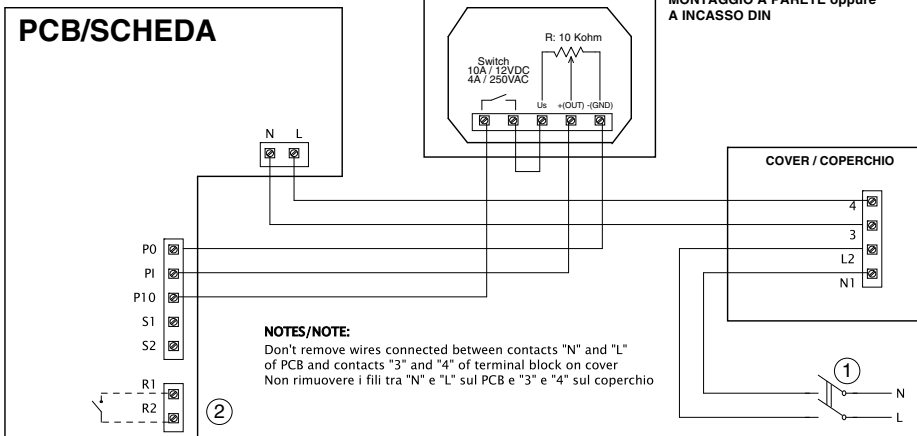 MONTAGGIO A PARETE oppure
A INCASSO DIN
PCB/SCHEDA
R: 10 Kohm
Switch
10A / 12VDC
4A / 250VAC
Us +(OUT) -(GND)
N L
COVER / COPERCHIO
4
3
L2
N1
P0
PI
P10
S1
S2
R1
R2
2
NOTES/NOTE:
Don't remove wires connected between contacts "N" and "L"
of PCB and contacts "3" and "4" of terminal block on cover
Non rimuovere i fili tra "N" e "L" sul PCB e "3" e "4" sul coperchio
1
N
L